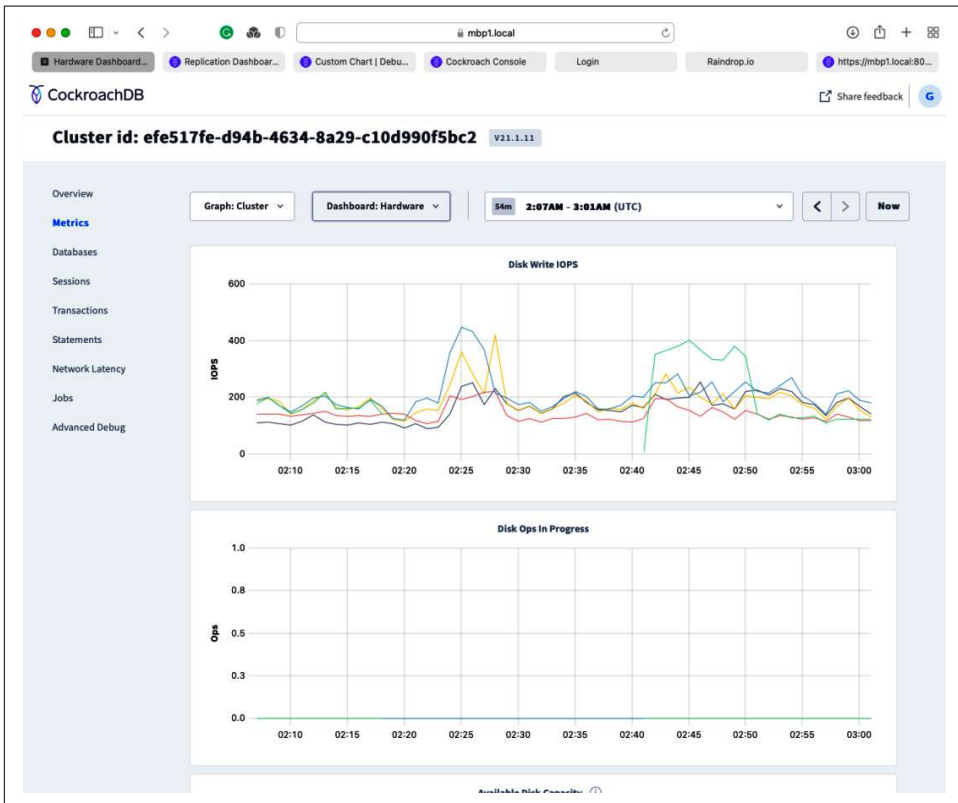 mbp1.local
Hardware Dashboard...
Replication Dashboar...
Custom Chart | Debu...
Cockroach Console
Login
Raindrop.io
https://mbp1.local:80...
CockroachDB
Share feedback
G
Cluster id: efe517fe-d94b-4634-8a29-c10d990f5bc2
V21.1.11
Overview
Metrics
Databases
Sessions
Transactions
Statements
Network Latency
Jobs
Advanced Debug
Graph: Cluster
Dashboard: Hardware
54m 2:07AM - 3:01AM (UTC)
Now
Disk Write IOPS
IOPS
600
400
200
0
02:10 02:15 02:20 02:25 02:30 02:35 02:40 02:45 02:50 02:55 03:00
Disk Ops In Progress
Ops
1.0
0.8
0.5
0.3
0.0
02:10 02:15 02:20 02:25 02:30 02:35 02:40 02:45 02:50 02:55 03:00
Available Disk Capacity